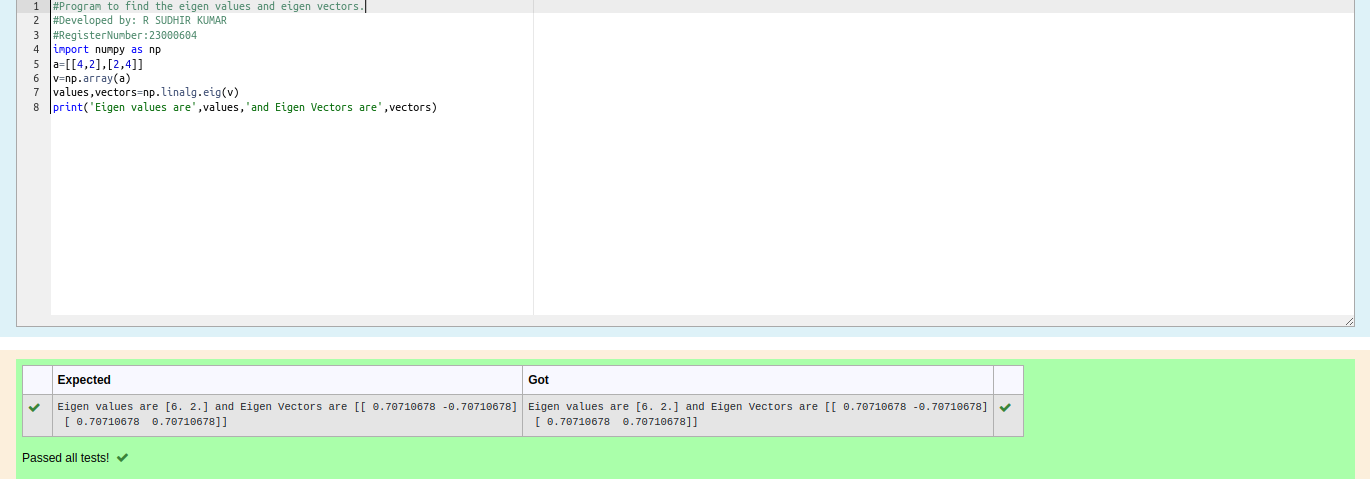 1 #Program to find the eigen values and eigen vectors.
2 #Developed by: R SUDHIR KUMAR
3 #RegisterNumber:23000604
4 import numpy as np
5 a=[[4,2],[2,4]]
6 v=np.array(a)
7 values,vectors=np.linalg.eig(v)
8 print('Eigen values are',values,'and Eigen Vectors are',vectors)
Expected Got
Eigen values are [6. 2.] and Eigen Vectors are [[ 0.70710678 -0.70710678] Eigen values are [6. 2.] and Eigen Vectors are [[ 0.70710678 -0.70710678]
[ 0.70710678  0.70710678]] [ 0.70710678  0.70710678]]
Passed all tests!